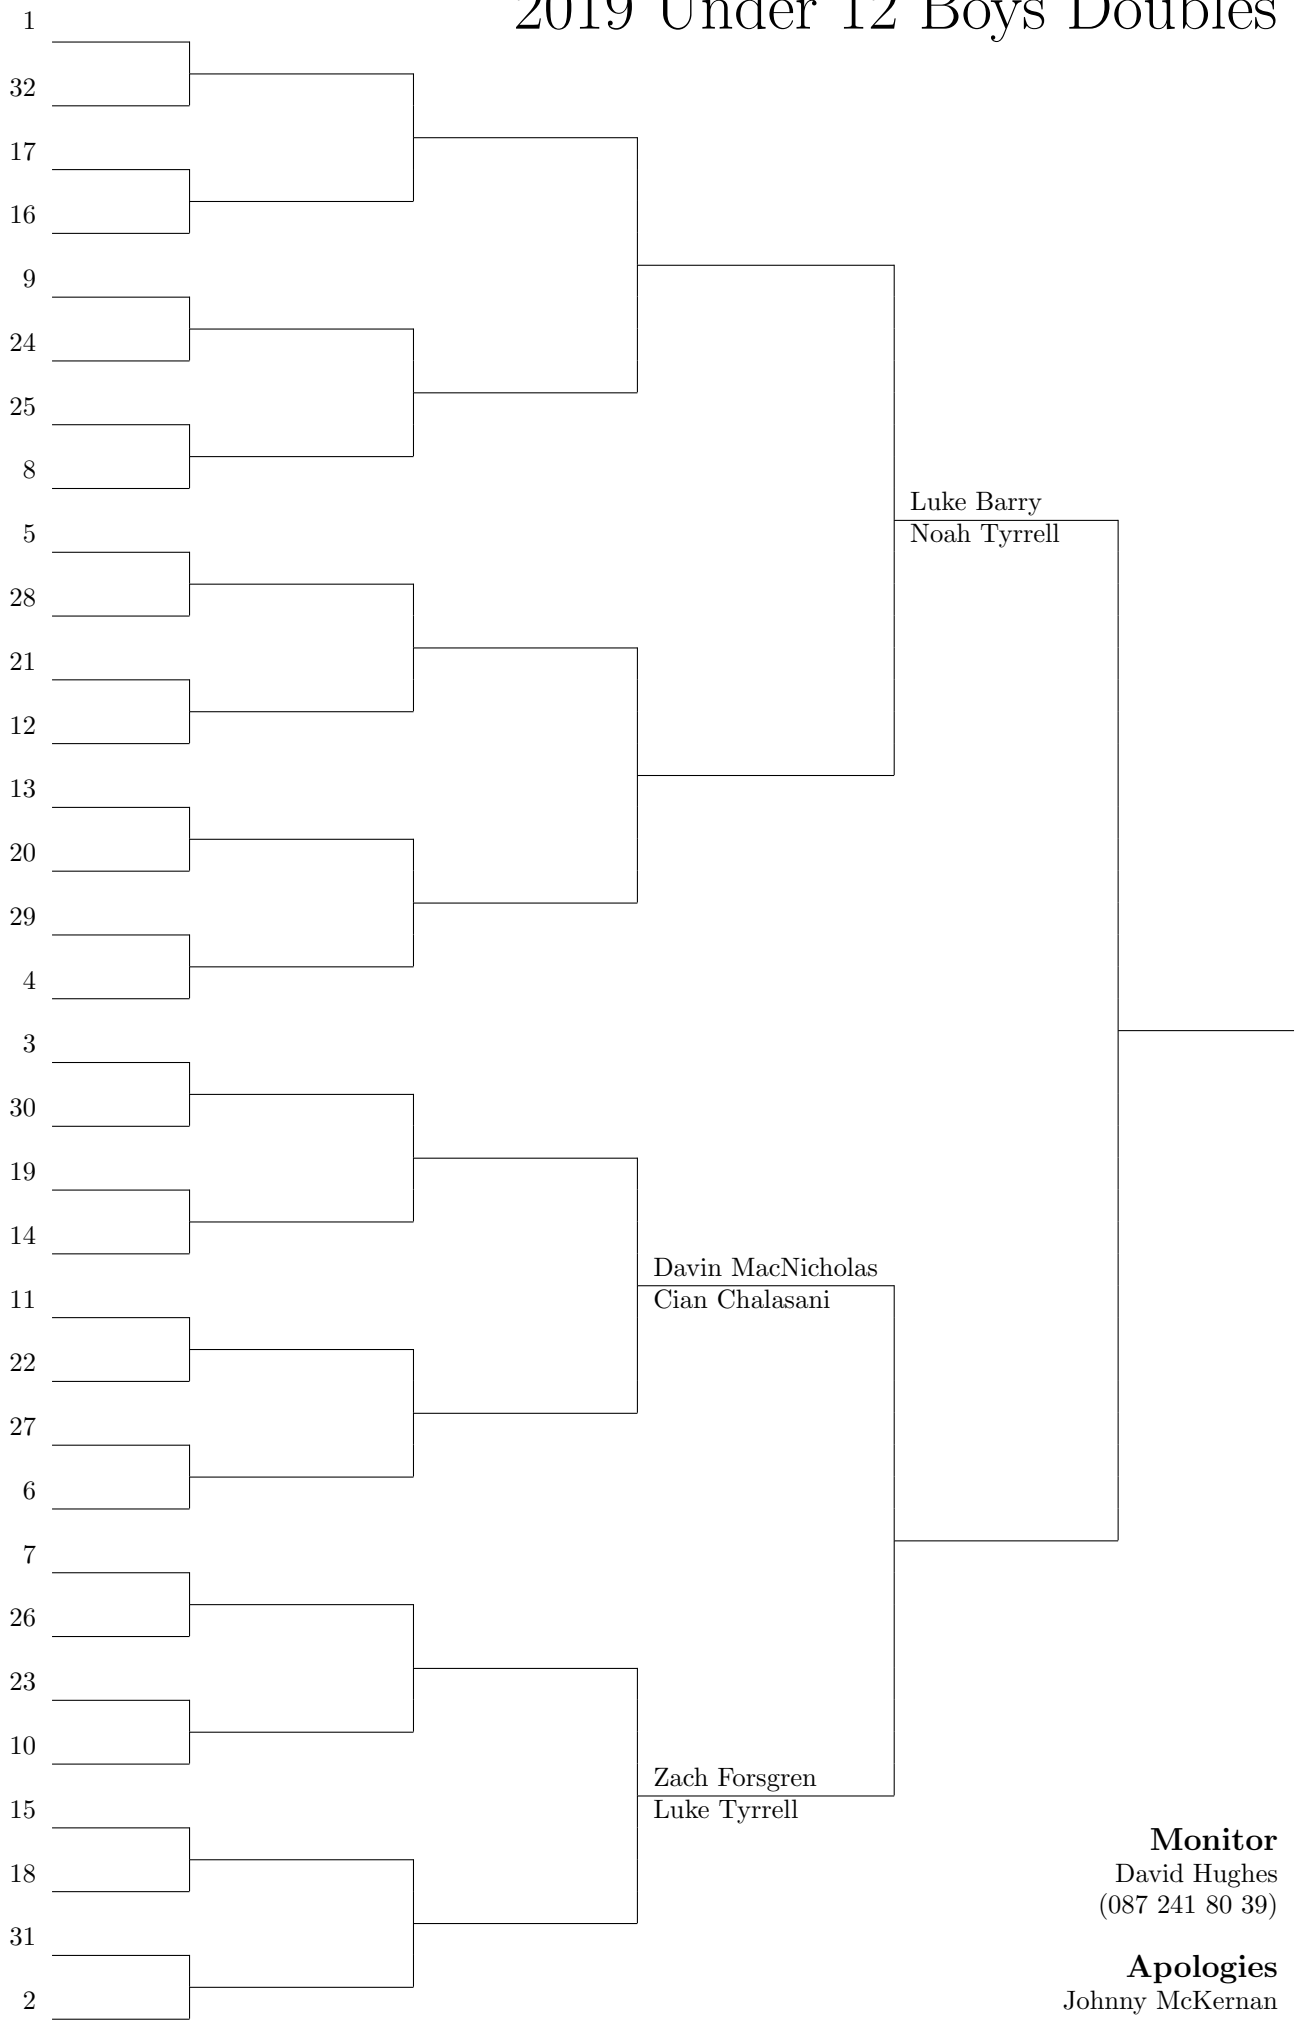 2019 Under 12 Boys Doubles
1
32
17
16
9
24
25
8
5
28
21
12
13
20
29
4
3
30
19
14
11
22
27
6
7
26
23
10
15
18
31
2
Luke Barry
Noah Tyrrell
Davin MacNicholas
Cian Chalasani
Zach Forsgren
Luke Tyrrell
Monitor
David Hughes
(087 241 80 39)
Apologies
Johnny McKernan